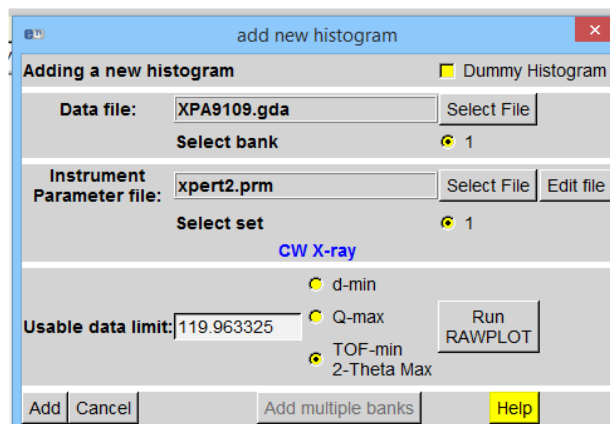 add new histogram
Adding a new histogram Dummy Histogram
Data file: XPA9109.gda Select File
Select bank 1
Instrument
Parameter file: xpert2.prm Select File Edit file
Select set 1
CW X-ray
d-min
Usable data limit: 119.963325 Q-max Run
RAWPLOT
TOF-min
2-Theta Max
Add Cancel Add multiple banks Help